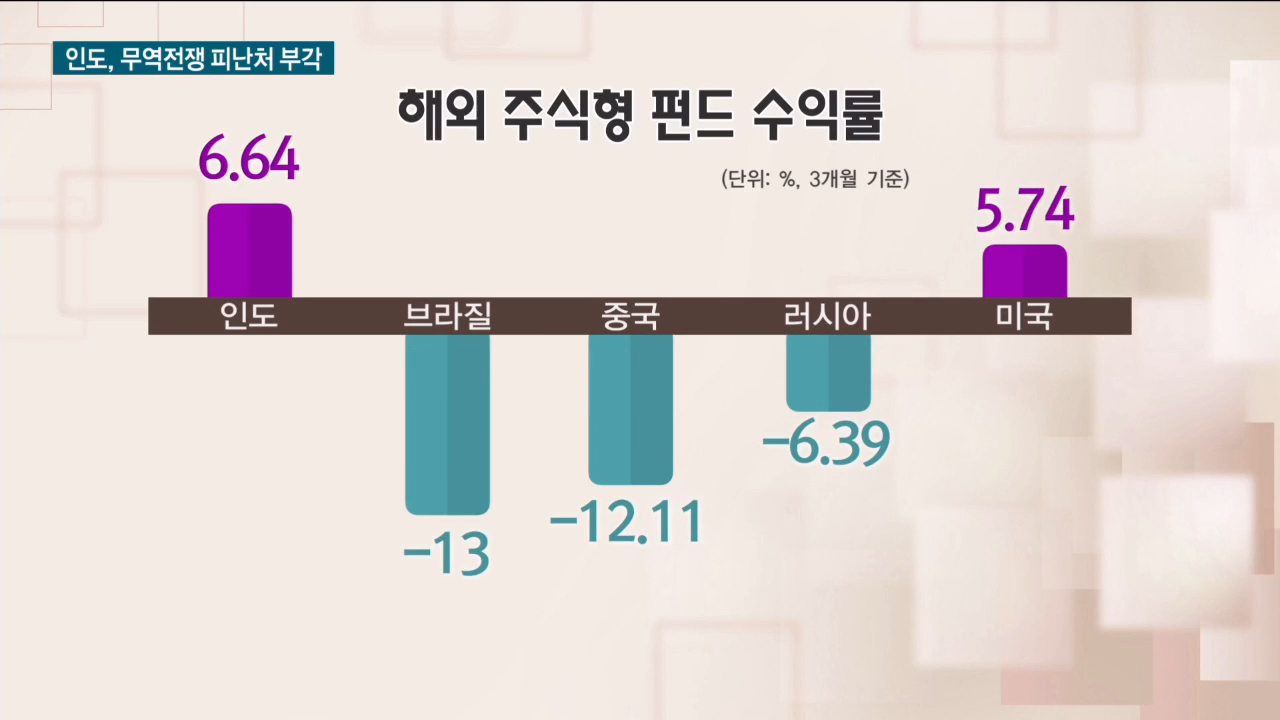 인도, 무역전쟁 피난처 부각
해외 주식형 펀드 수익률
(단위: %, 3개월 기준)
6.64
5.74
인도 브라질 중국 러시아 미국
-6.39
-12.11
-13